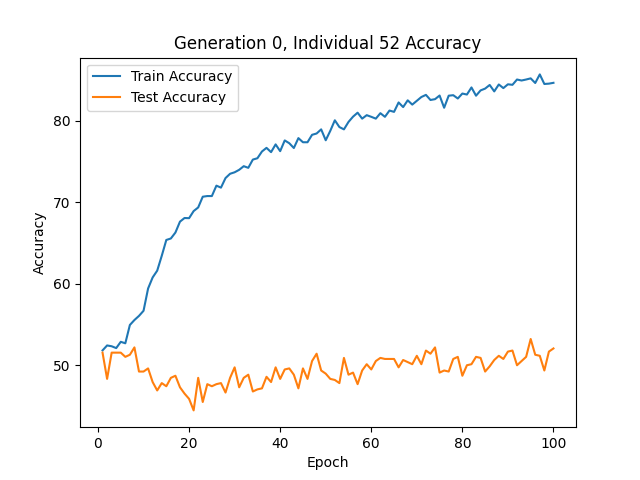 Generation 0, Individual 52 Accuracy
Train Accuracy
Test Accuracy
Accuracy
80
70
60
50
0 20 40 60 80 100
Epoch